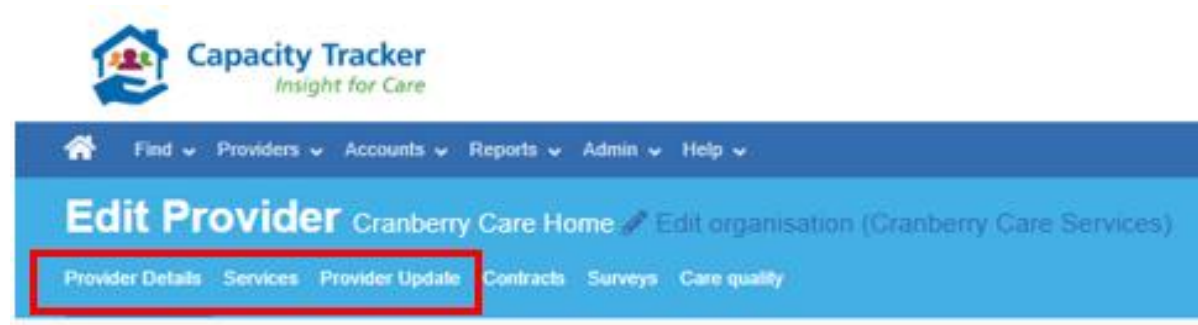 Capacity Tracker
Insight for Care
Find Providers Accounts Reports Admin Help
Edit Provider Cranberry Care Home Edit organisation (Cranberry Care Services)
Provider Details Services Provider Update Contracts Surveys Care quality